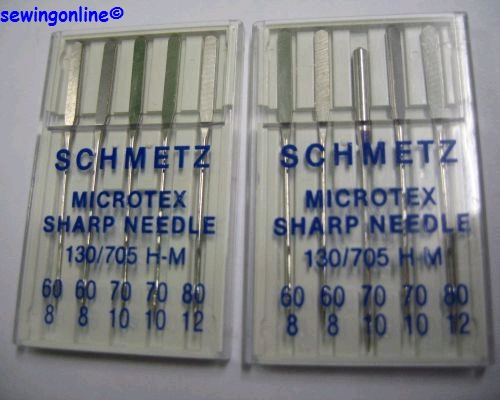 sewingonline©
SCHMETZ
MICROTEX
SHARP NEEDLE
130/705 H-M
60 60 70 70 80
8 8 10 10 12
SCHMETZ
MICROTEX
SHARP NEEDLE
130/705 H-M
60 60 70 70 80
8 8 10 10 12